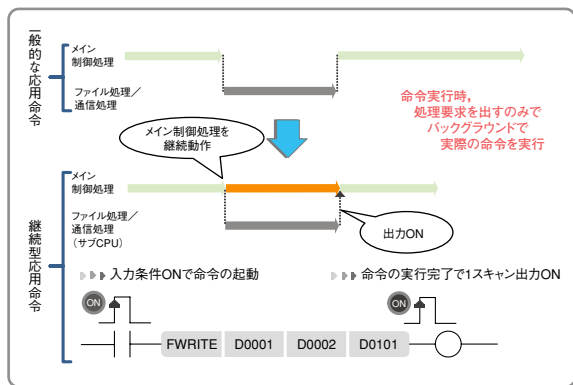 一般的な応用命令
メイン
制御処理
ファイル処理／
通信処理
命令実行時，
処理要求を出すのみで
バックグラウンドで
実際の命令を実行
メイン制御処理を
継続動作
継続型応用命令
メイン
制御処理
ファイル処理／
通信処理
（サブCPU）
出力ON
入力条件ONで命令の起動
命令の実行完了で1スキャン出力ON
ON
ON
FWRITE D0001 D0002 D0101